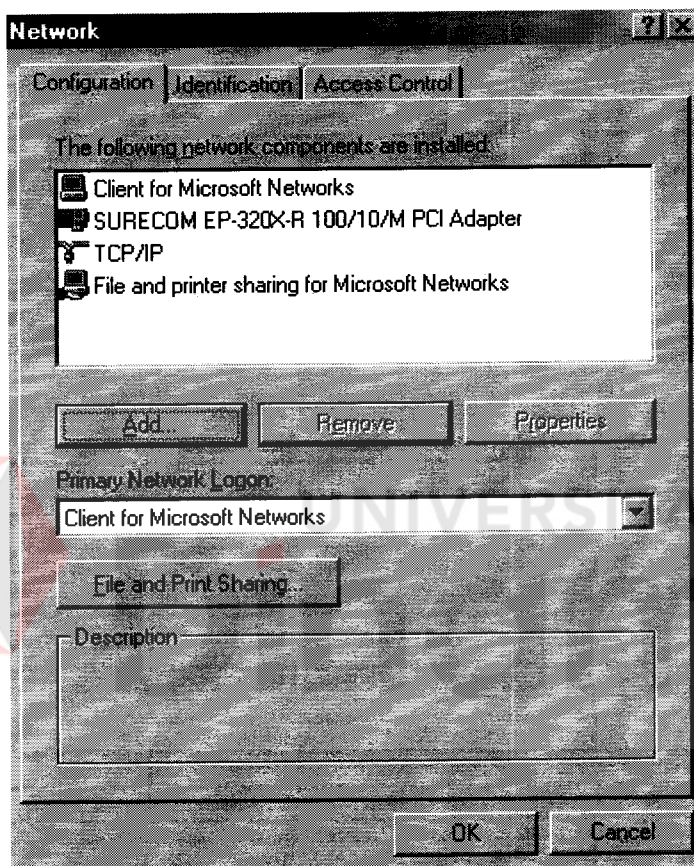 Network
Configuration Identification Access Control
The following network components are installed:
Client for Microsoft Networks
SURECOM EP-320X-R 100/10/M PCI Adapter
TCP/IP
File and printer sharing for Microsoft Networks
Add... Remove Properties
Primary Network Logon:
Client for Microsoft Networks
UNIVERSI
File and Print Sharing...
Description
OK Cancel